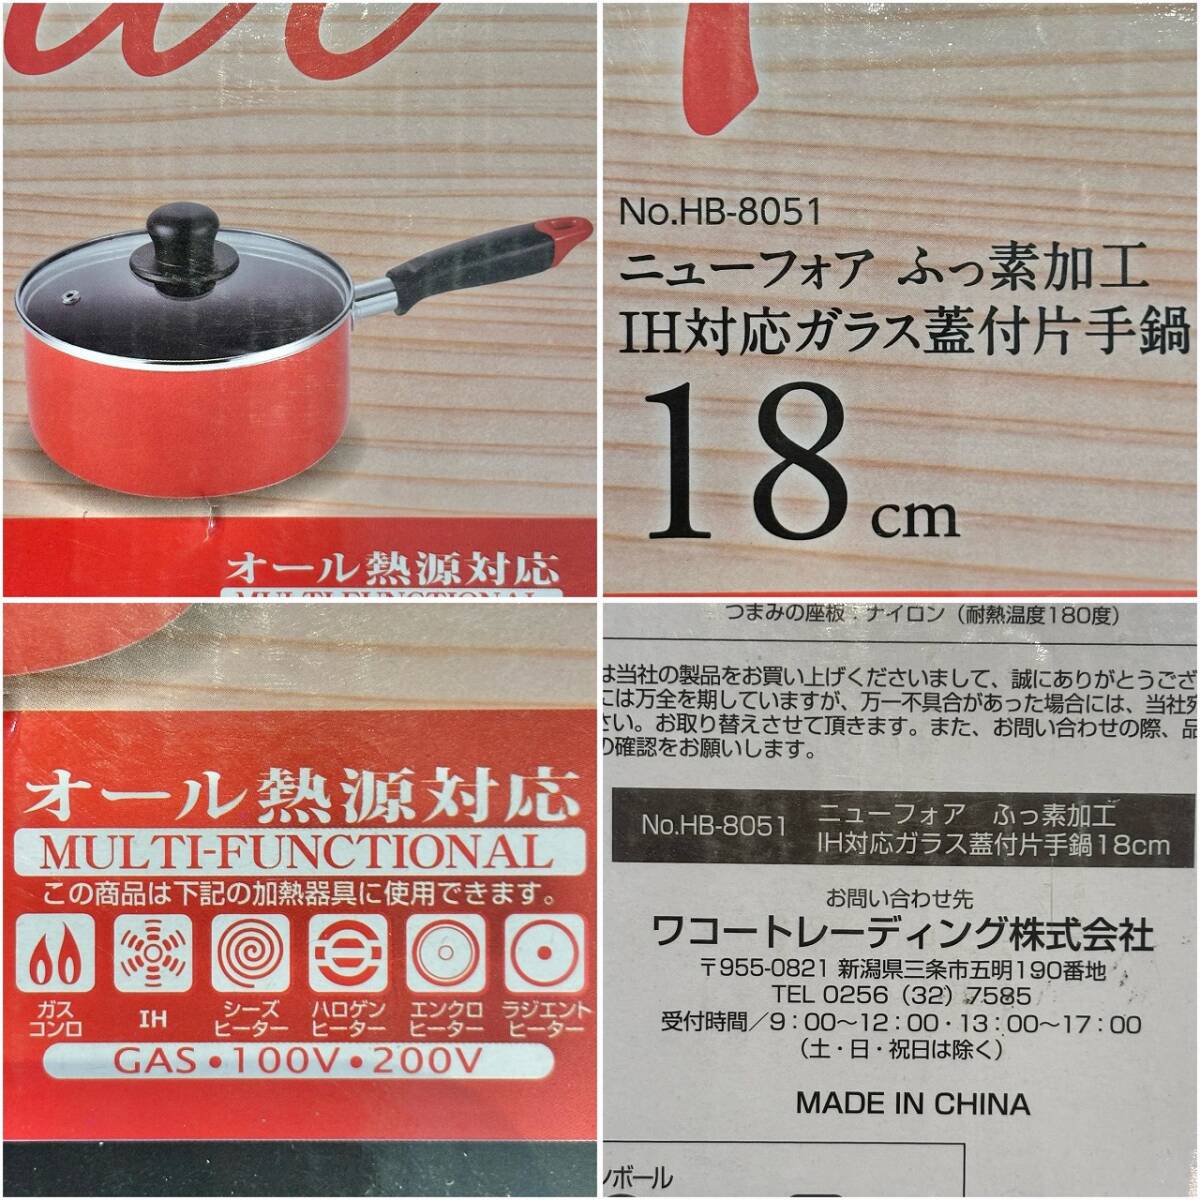 オール熱源対応
MULTI-FUNCTIONAL
No.HB-8051
ニューフォア ふっ素加工
IH対応ガラス蓋付片手鍋
18cm
オール熱源対応
MULTI-FUNCTIONAL
この商品は下記の加熱器具に使用できます。
ガスコンロ IH シーズヒーター ハロゲンヒーター エンクロヒーター ラジエントヒーター
GAS・100V・200V
つまみの座板：ナイロン（耐熱温度180度）
は当社の製品をお買い上げくださいまして、誠にありがとうござ
には万全を期していますが、万一不具合があった場合には、当社宛
さい。お取り替えさせて頂きます。また、お問い合わせの際、品
の確認をお願いします。
No.HB-8051 ニューフォア ふっ素加工
IH対応ガラス蓋付片手鍋18cm
お問い合わせ先
ワコートレーディング株式会社
〒955-0821 新潟県三条市五明190番地
TEL 0256（32）7585
受付時間／9：00～12：00・13：00～17：00
（土・日・祝日は除く）
MADE IN CHINA
ンボール